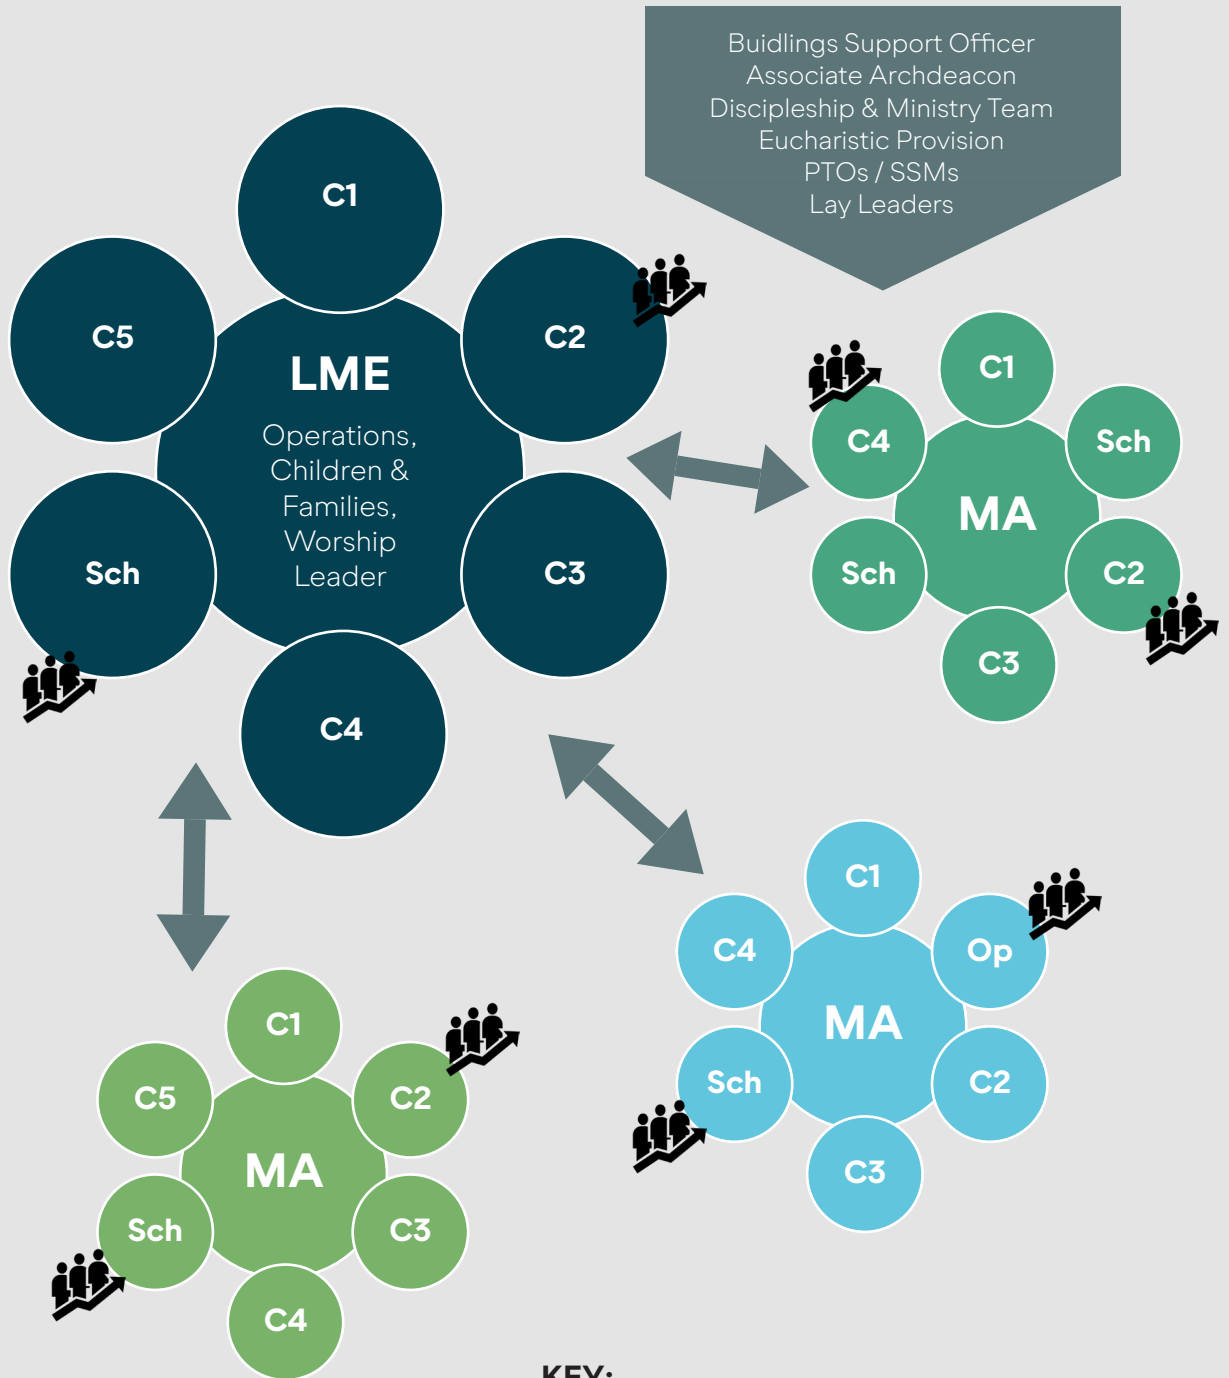 Buidlings Support Officer
Associate Archdeacon
Discipleship & Ministry Team
Eucharistic Provision
PTOs / SSMs
Lay Leaders
C1
C5
C2
LME
Operations,
Children &
Families,
Worship
Leader
Sch
C3
C4
C1
C4
Sch
MA
Sch
C2
C3
C1
C4
Op
MA
Sch
C2
C3
C1
C5
C2
MA
Sch
C3
C4
KEY: